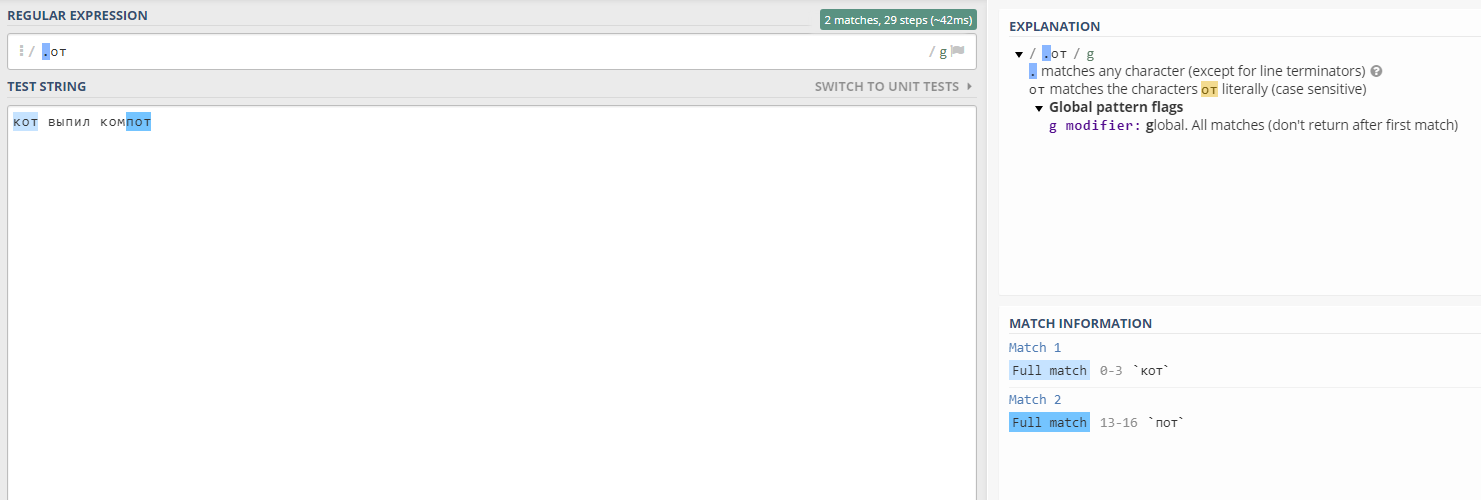 REGULAR EXPRESSION
2 matches, 29 steps (~42ms)
/ .от / g
TEST STRING
SWITCH TO UNIT TESTS
кот выпил компот
EXPLANATION
/ .от / g
. matches any character (except for line terminators)
от matches the characters от literally (case sensitive)
Global pattern flags
g modifier: global. All matches (don't return after first match)
MATCH INFORMATION
Match 1
Full match 0-3 `кот`
Match 2
Full match 13-16 `пот`